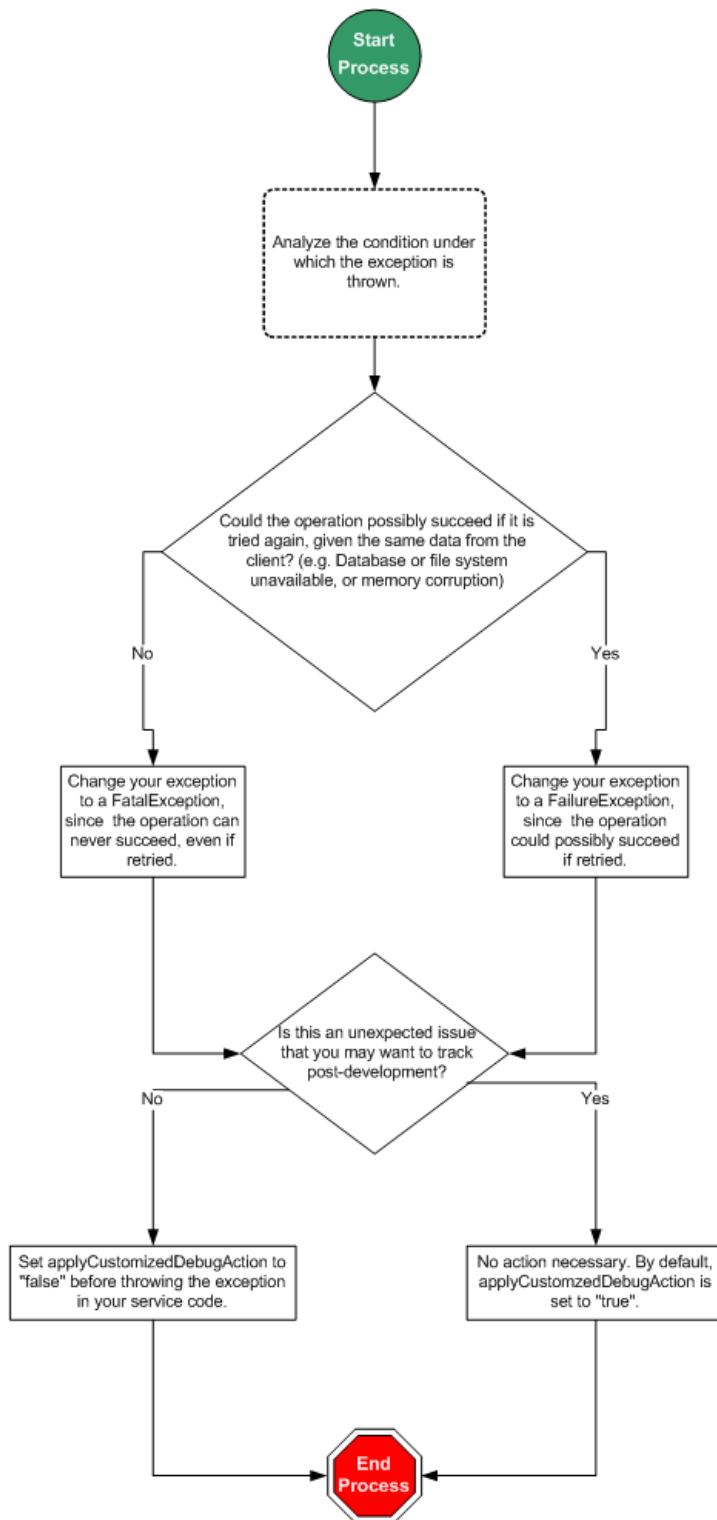 Start
Process
Analyze the condition under
which the exception is
thrown.
Could the operation possibly succeed if it is
tried again, given the same data from the
client? (e.g. Database or file system
unavailable, or memory corruption)
No
Yes
Change your exception
to a FatalException,
since the operation can
never succeed, even if
retried.
Change your exception
to a FailureException,
since the operation
could possibly succeed
if retried.
Is this an unexpected issue
that you may want to track
post-development?
No
Yes
Set applyCustomizedDebugAction to
"false" before throwing the exception
in your service code.
No action necessary. By default,
applyCustomzedDebugAction is
set to "true".
End
Process